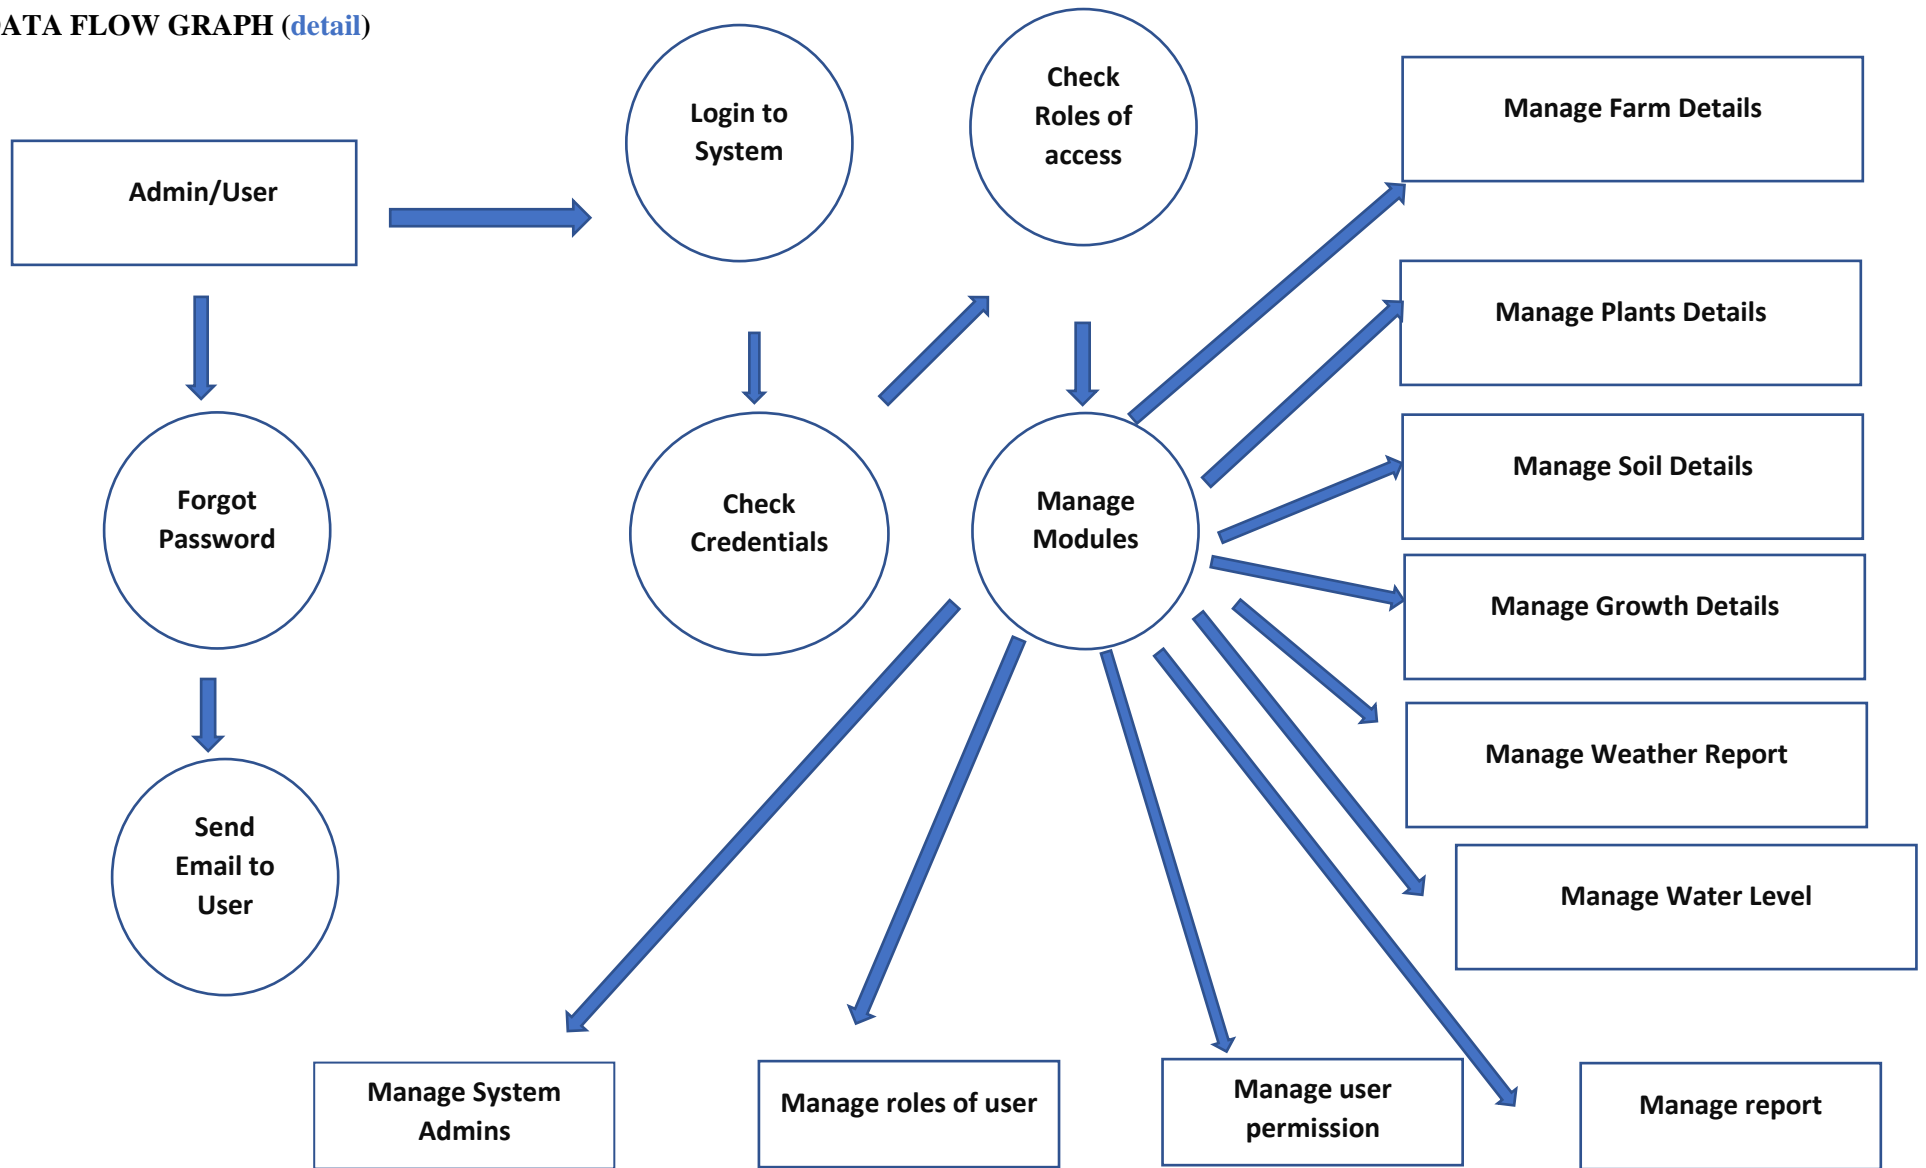 ATA FLOW GRAPH (detail)
Admin/User
Login to
System
Check
Roles of
access
Manage Farm Details
Manage Plants Details
Manage Soil Details
Forgot
Password
Check
Credentials
Manage
Modules
Manage Growth Details
Manage Weather Report
Send
Email to
User
Manage Water Level
Manage System
Admins
Manage roles of user
Manage user
permission
Manage report